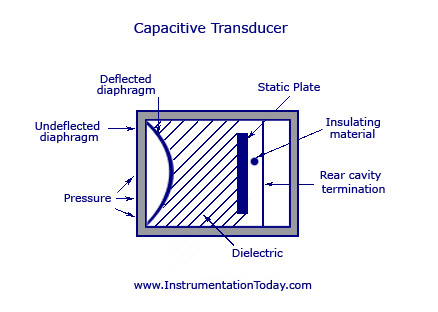 Capacitive Transducer
Deflected
diaphragm
Static Plate
Undeflected
diaphragm
Insulating
material
Pressure
Rear cavity
termination
Dielectric
www.InstrumentationToday.com